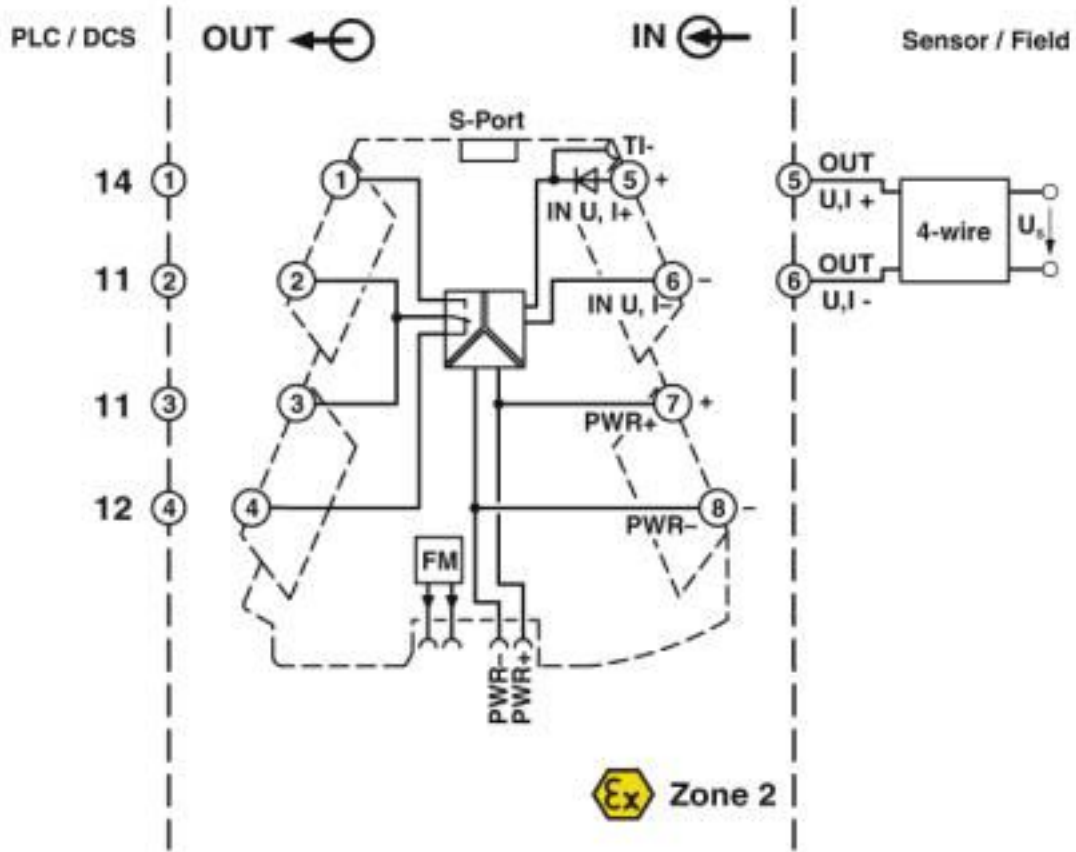 PLC / DCS
OUT
IN
Sensor / Field
S-Port
TI-
14 1
1
5 +
IN U, I+
5 OUT
U,I +
4-wire
Us
11 2
2
6 -
IN U, I-
6 OUT
U,I -
11 3
3
7 +
PWR+
12 4
4
8 -
PWR-
FM
PWR-
PWR+
Ex Zone 2